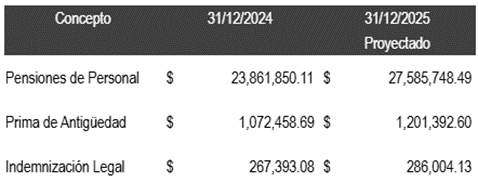 Concepto 31/12/2024 31/12/2025
Proyectado
Pensiones de Personal $ 23,861,850.11 $ 27,585,748.49
Prima de Antigüedad $ 1,072,458.69 $ 1,201,392.60
Indemnización Legal $ 267,393.08 $ 286,004.13